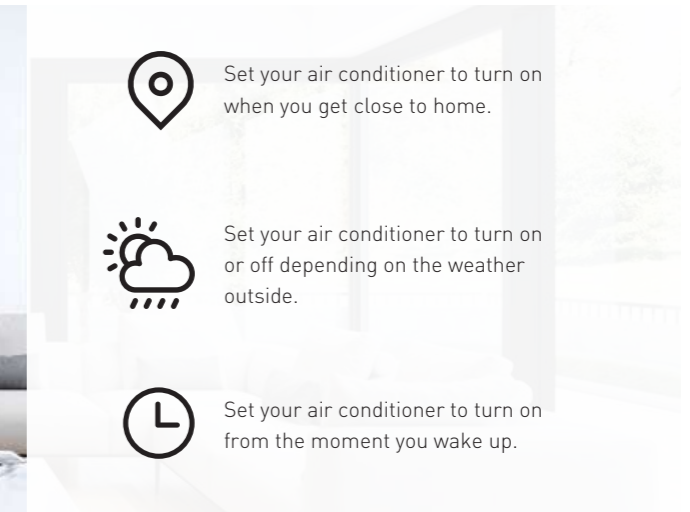 Set your air conditioner to turn on
when you get close to home.
Set your air conditioner to turn on
or off depending on the weather
outside.
Set your air conditioner to turn on
from the moment you wake up.